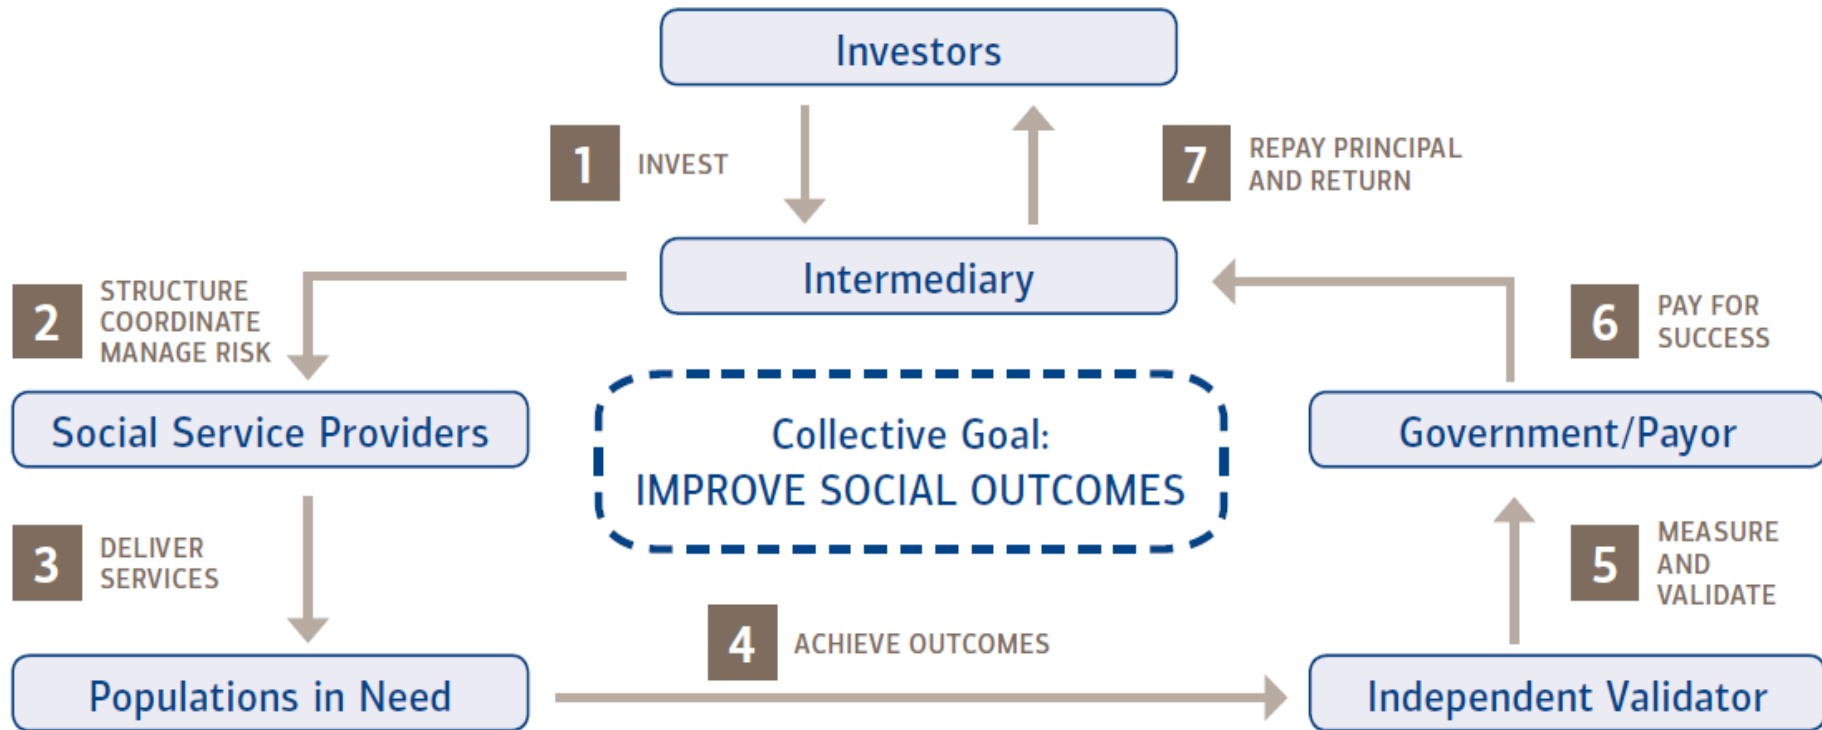 Investors
1
INVEST
7
REPAY PRINCIPAL
AND RETURN
Intermediary
2
STRUCTURE
COORDINATE
MANAGE RISK
6
PAY FOR
SUCCESS
Social Service Providers
Collective Goal:
IMPROVE SOCIAL OUTCOMES
Government/Payor
3
DELIVER
SERVICES
5
MEASURE
AND
VALIDATE
4
ACHIEVE OUTCOMES
Populations in Need
Independent Validator